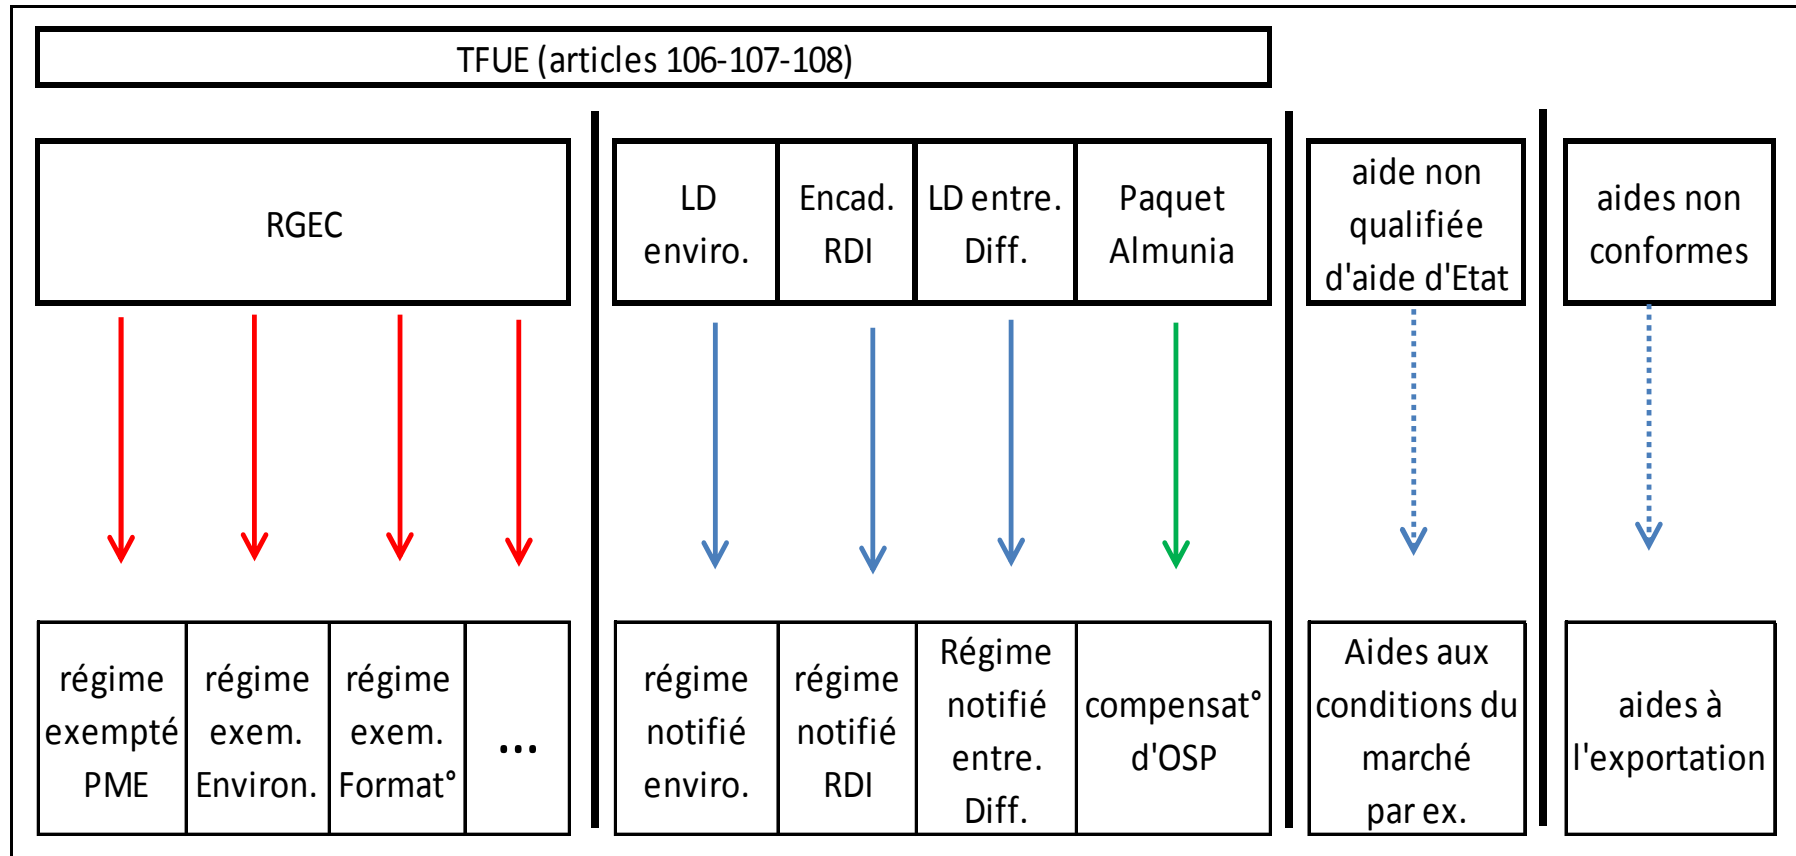 TFUE (articles 106-107-108)
RGEC
LD
enviro.
Encad.
RDI
LD entre.
Diff.
Paquet
Almunia
aide non
qualifiée
d'aide d'Etat
aides non
conformes
régime
exempté
PME
régime
exem.
Environ.
régime
exem.
Format°
...
régime
notifié
enviro.
régime
notifié
RDI
Régime
notifié
entre.
Diff.
compensat°
d'OSP
Aides aux
conditions du
marché
par ex.
aides à
l'exportation